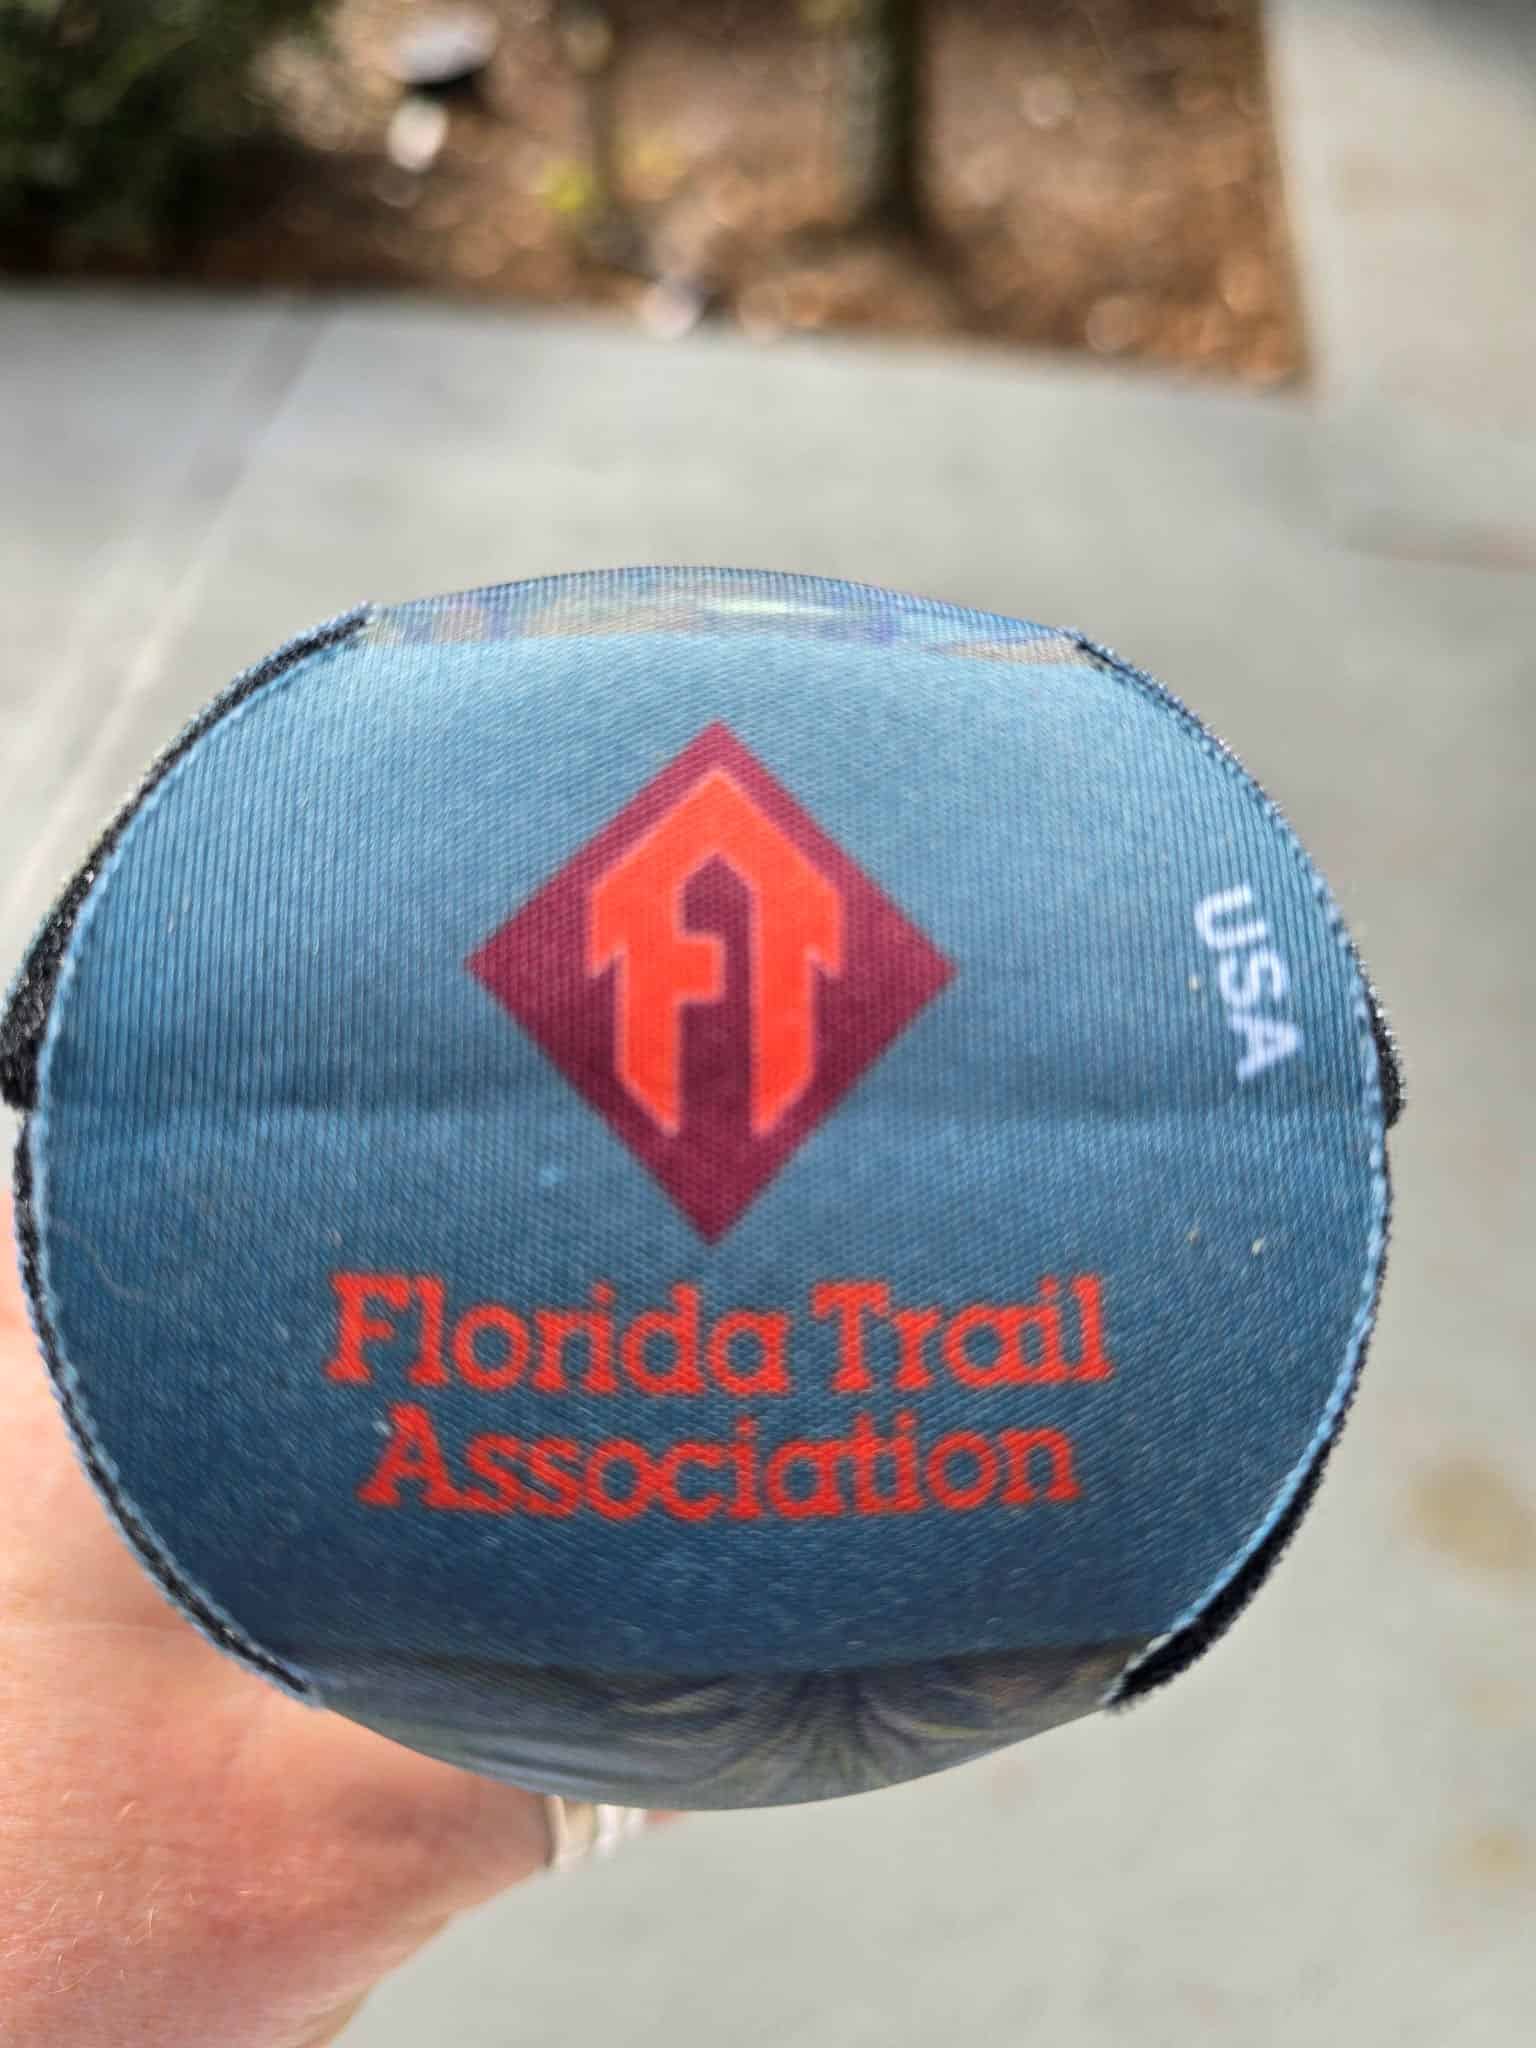 FT
USA
Florida Trail
Association